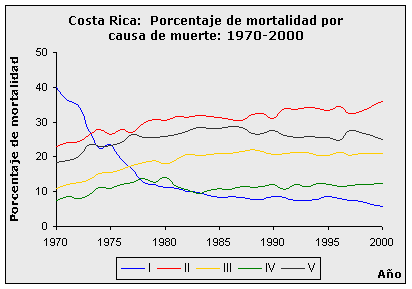 Costa Rica: Porcentaje de mortalidad por
causa de muerte: 1970-2000
Porcentaje de mortalidad
50
40
30
20
10
0
1970 1975 1980 1985 1990 1995 2000
Año
I II III IV V